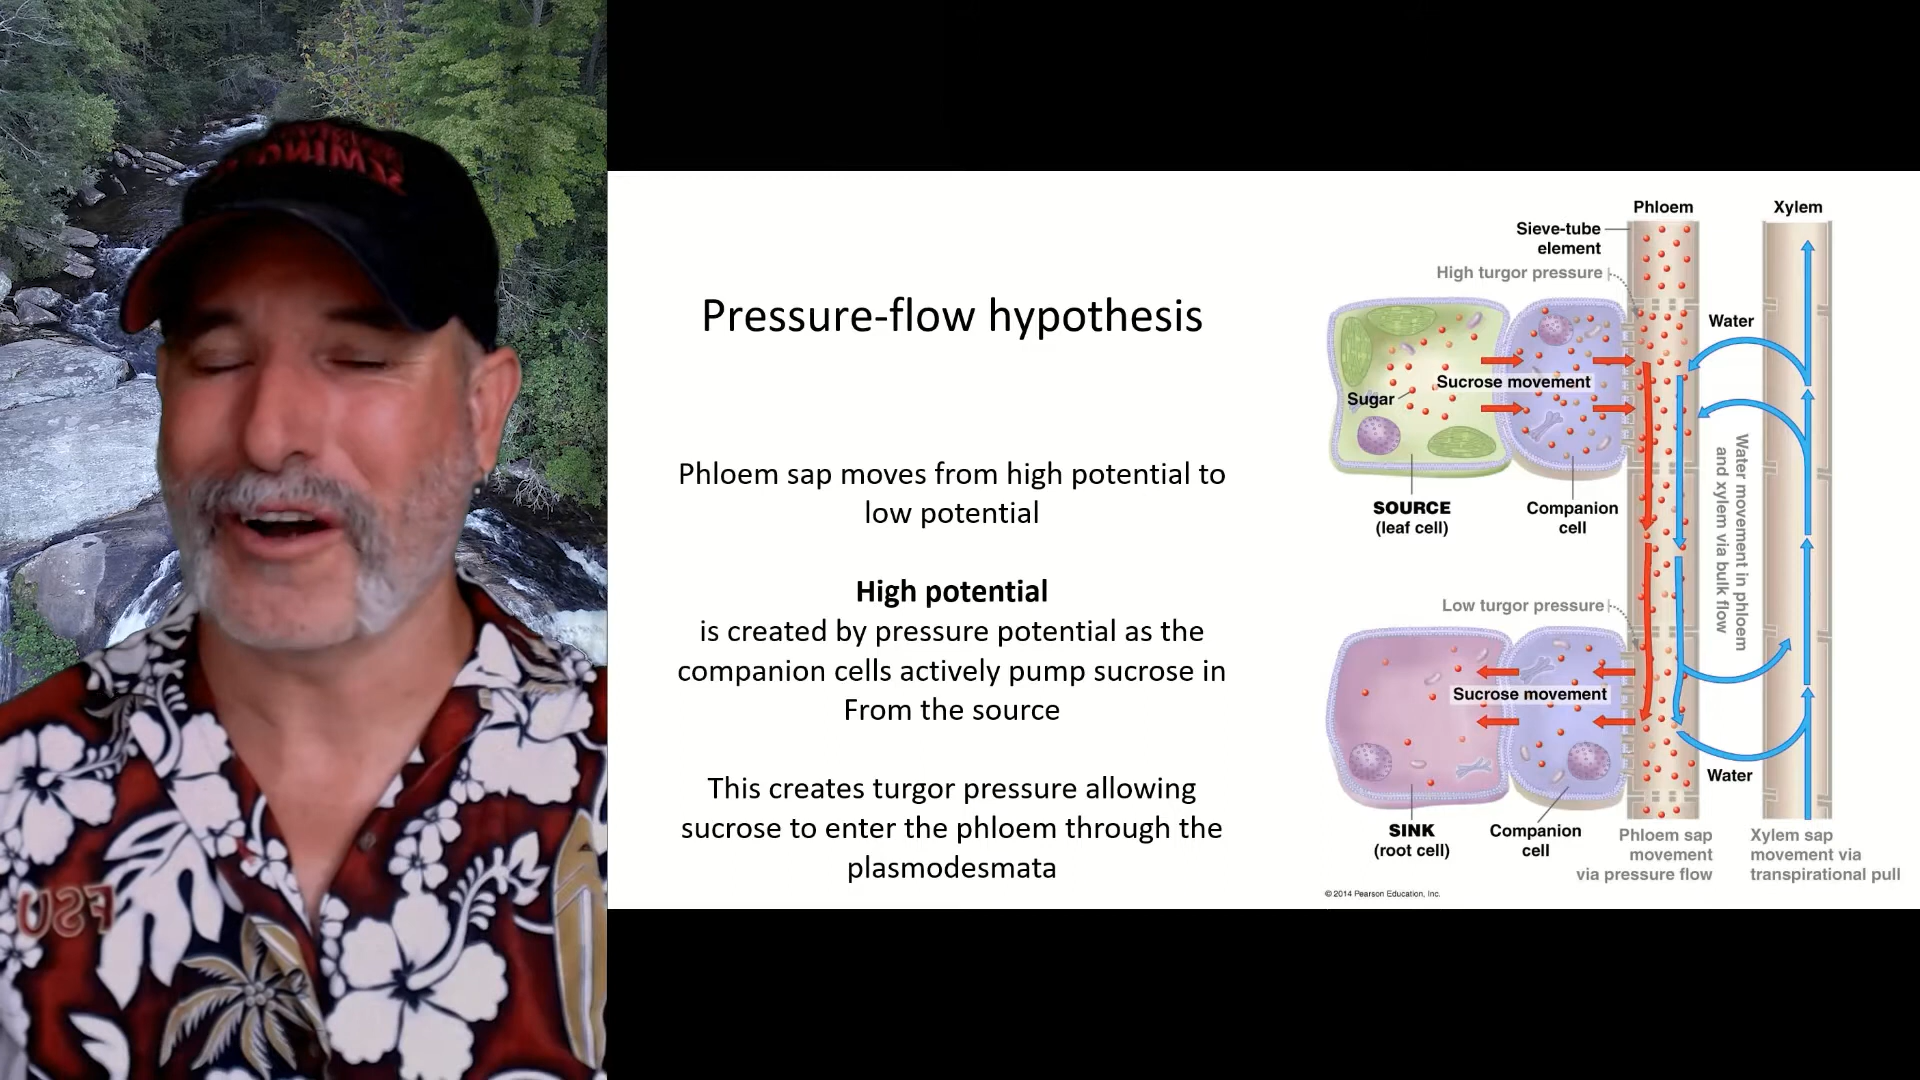 SEMINOLES
FSU
Pressure-flow hypothesis
Phloem sap moves from high potential to
low potential
High potential
is created by pressure potential as the
companion cells actively pump sucrose in
From the source
This creates turgor pressure allowing
sucrose to enter the phloem through the
plasmodesmata
Phloem
Xylem
Sieve-tube
element
High turgor pressure
Water
Sucrose movement
Sugar
SOURCE
(leaf cell)
Companion
cell
Water movement in phloem
and xylem via bulk flow
Low turgor pressure
Sucrose movement
Water
SINK
(root cell)
Companion
cell
Phloem sap
movement
via pressure flow
Xylem sap
movement via
transpirational pull
© 2014 Pearson Education, Inc.